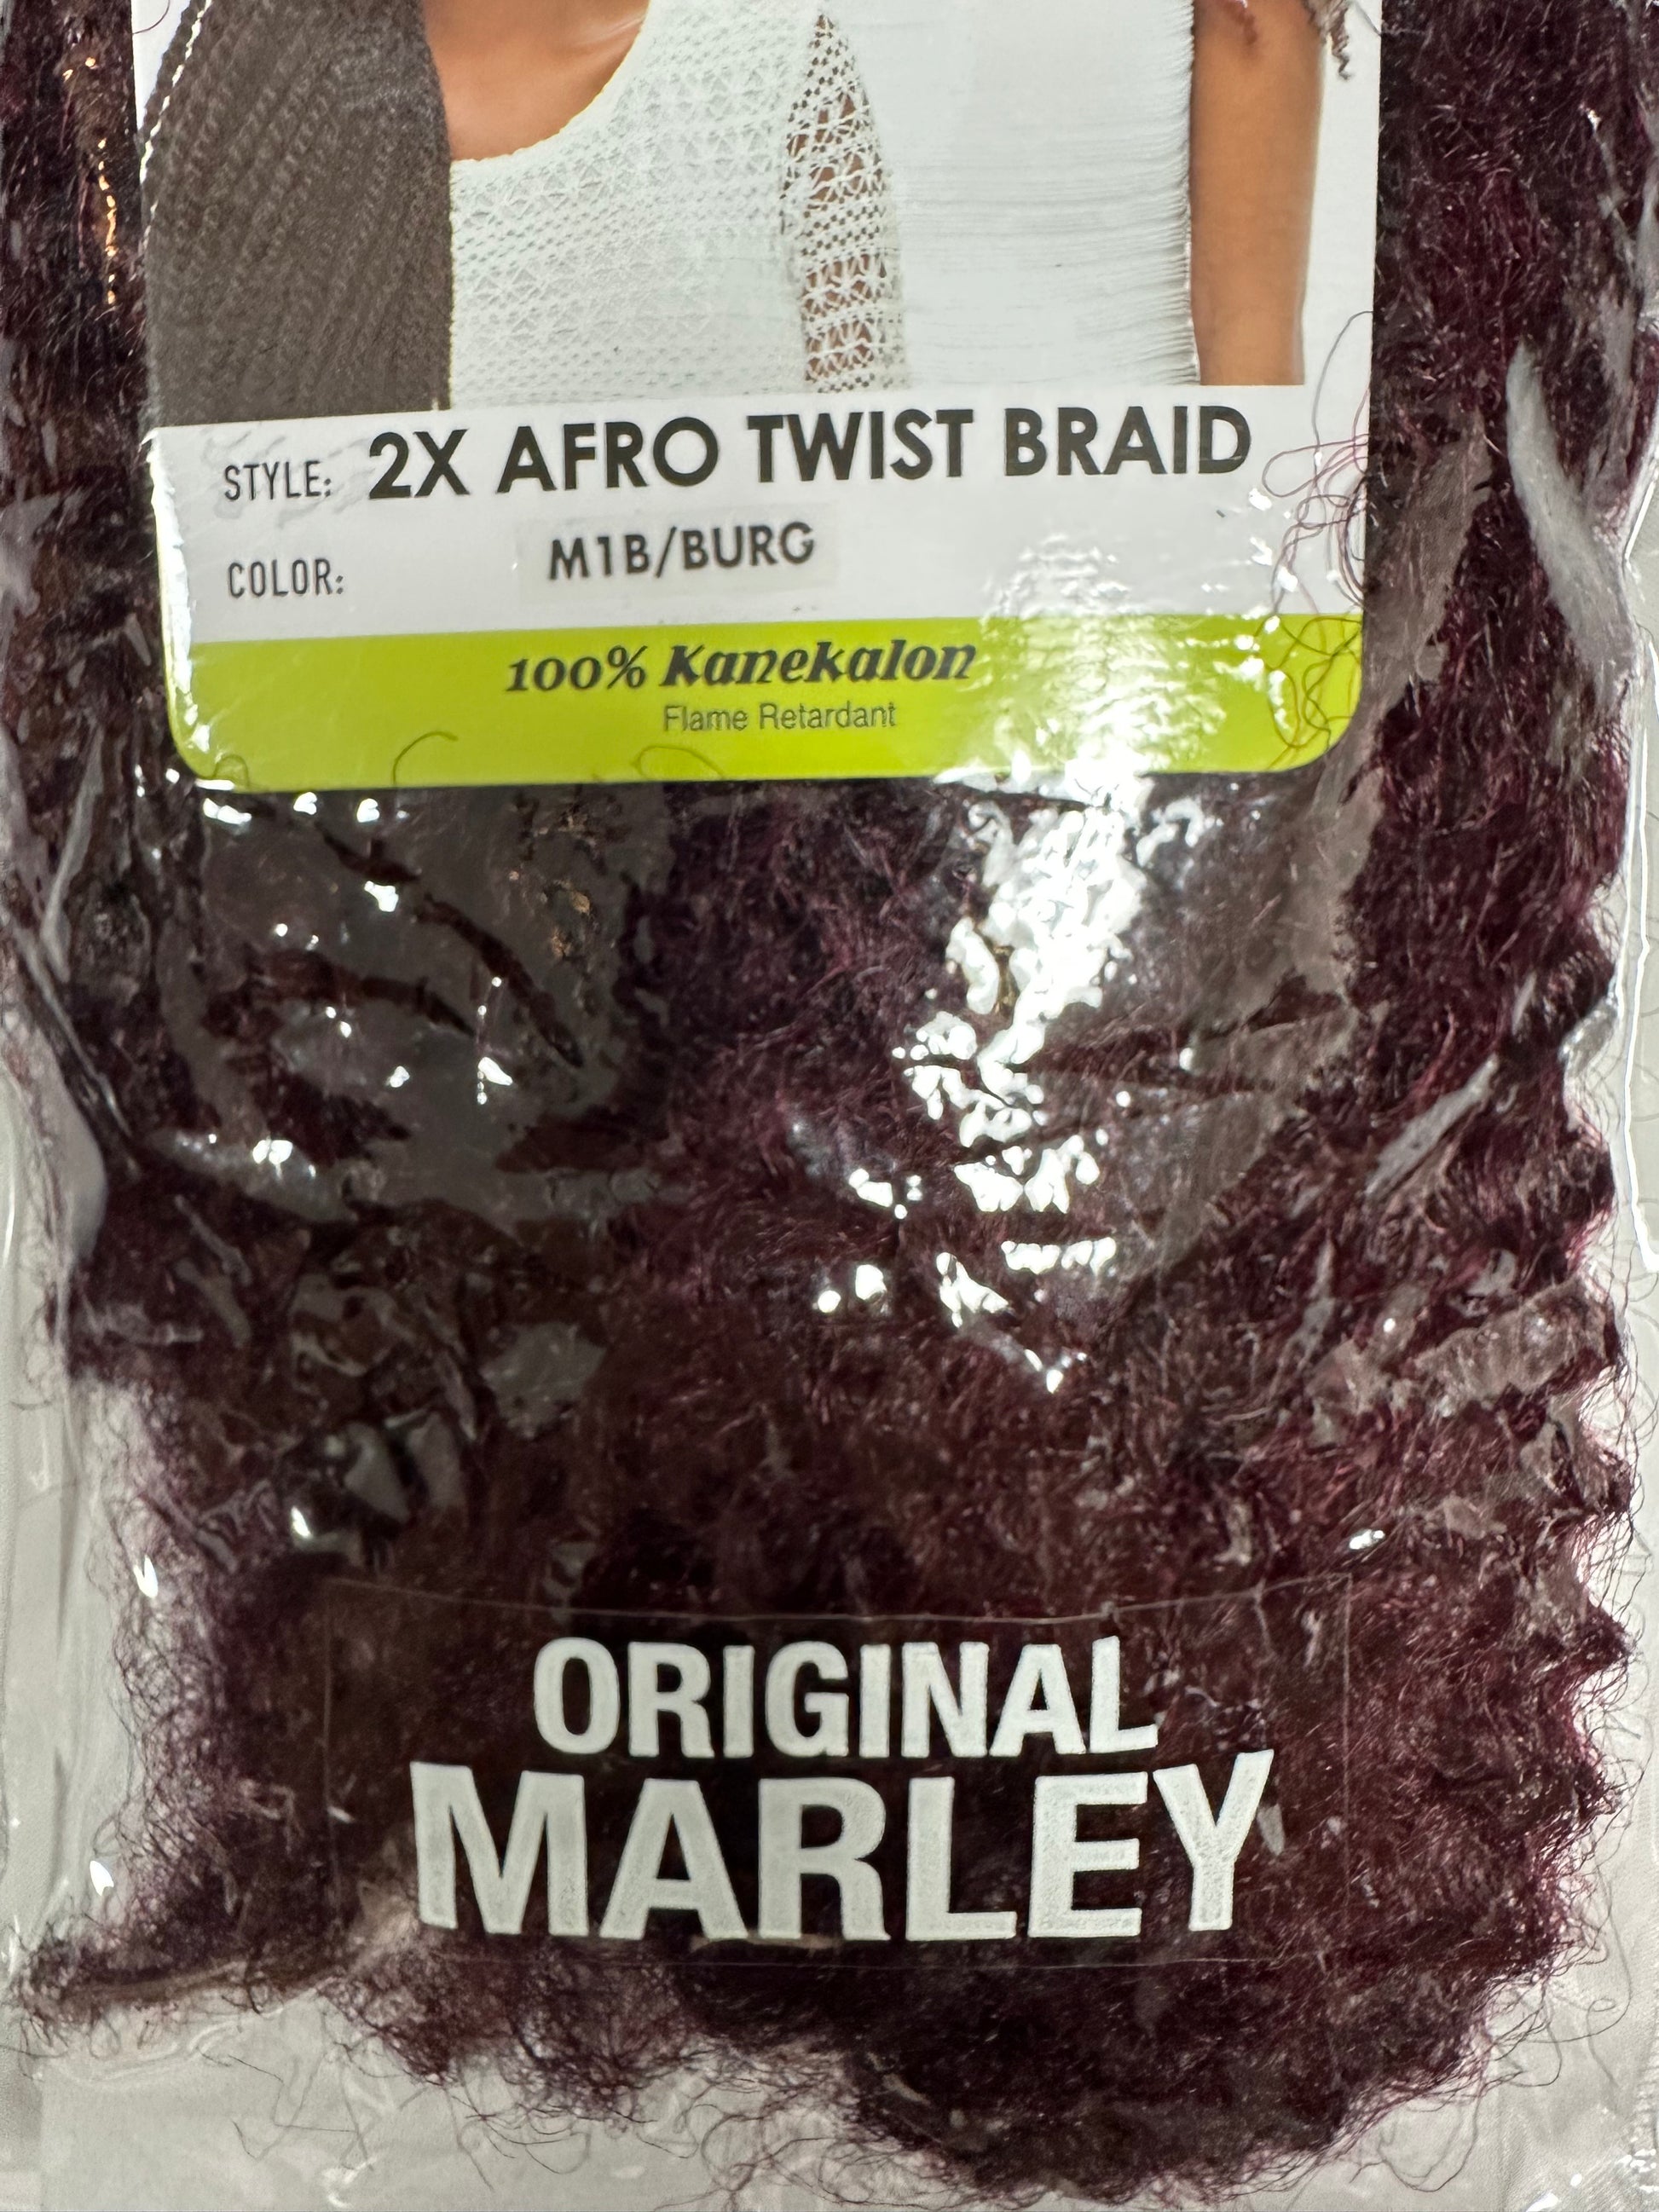 STYLE: 2X AFRO TWIST BRAID
COLOR: M1B/BURG
100% Kanekalon
Flame Retardant
ORIGINAL
MARLEY